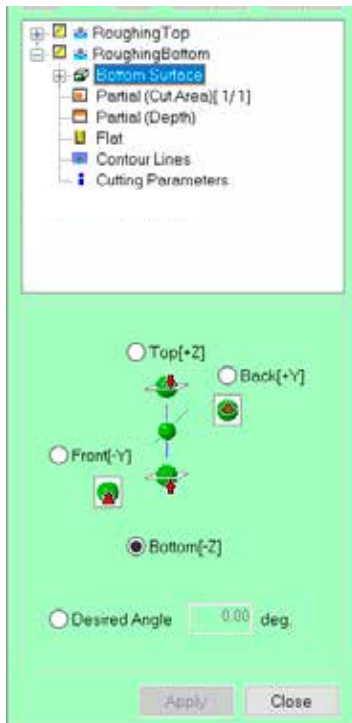 RoughingTop
RoughingBottom
Bottom Surface
Partial (Cut Area)[ 1/1]
Partial (Depth)
Flat
Contour Lines
Cutting Parameters
Top[+Z]
Back[+Y]
Front[-Y]
Bottom[-Z]
Desired Angle 0.00 deg.
Apply Close